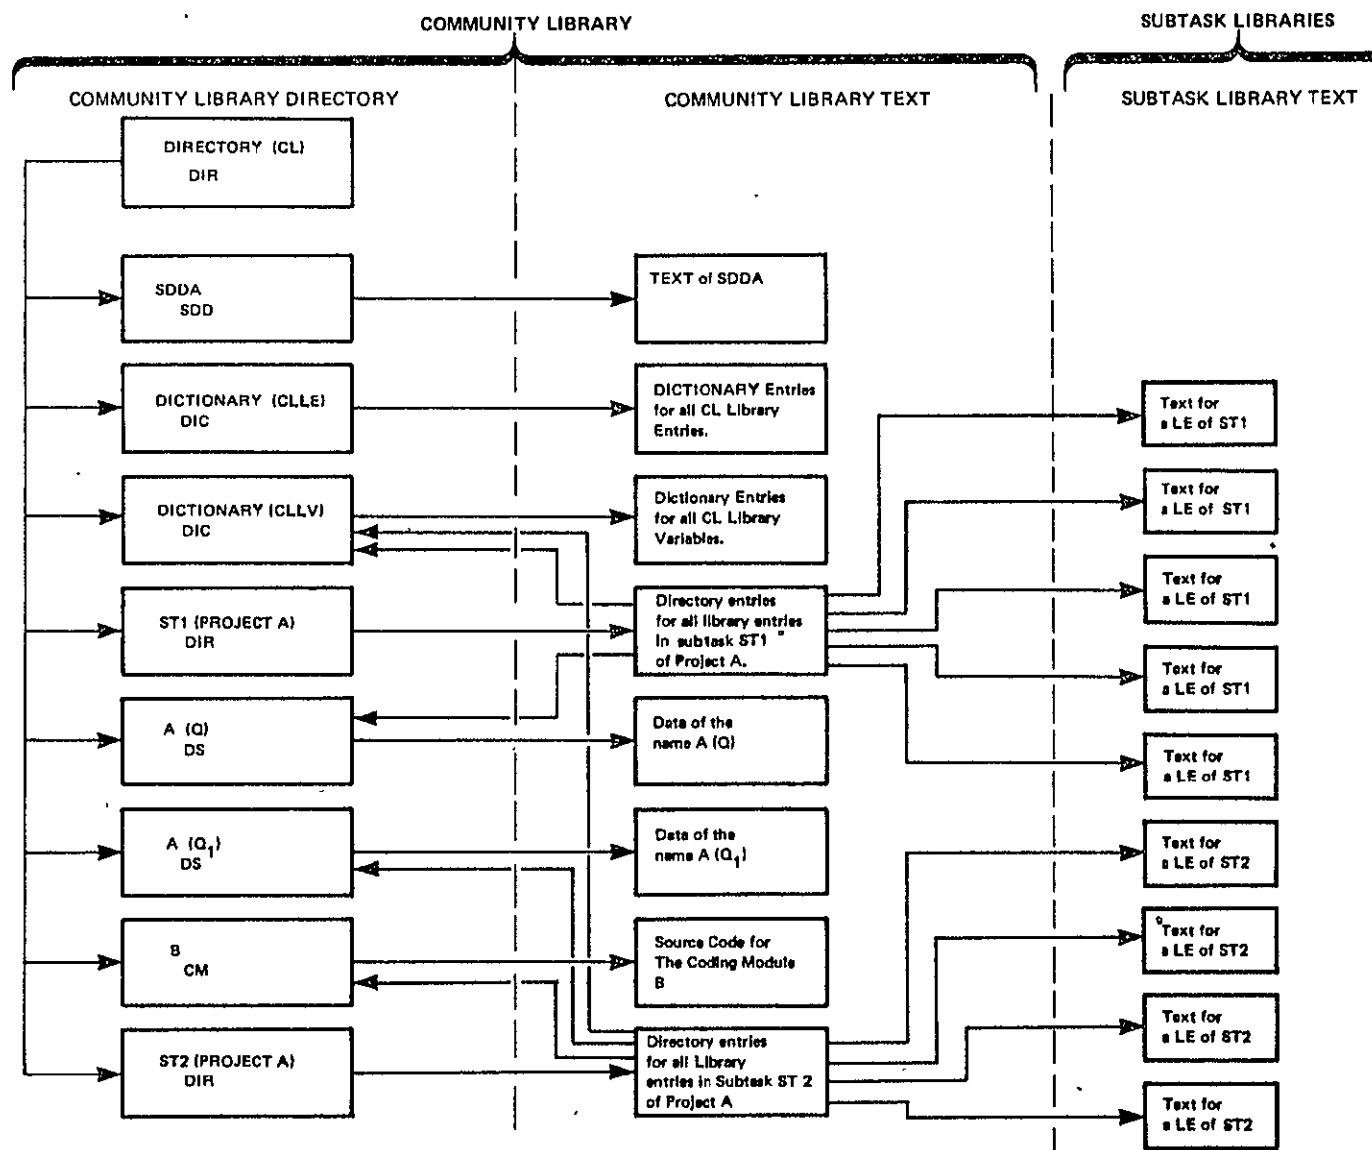 COMMUNITY LIBRARY
SUBTASK LIBRARIES
COMMUNITY LIBRARY DIRECTORY
COMMUNITY LIBRARY TEXT
SUBTASK LIBRARY TEXT
DIRECTORY (CL)
DIR
SDDA
SDD
TEXT of SDDA
DICTIONARY (CLLE)
DIC
DICTIONARY Entries
for all CL Library
Entries.
Text for
a LE of ST1
DICTIONARY (CLLV)
DIC
Dictionary Entries
for all CL Library
Variables.
Text for
a LE of ST1
ST1 (PROJECT A)
DIR
Directory entries
for all library entries
in subtask ST1
of Project A.
Text for
a LE of ST1
Text for
a LE of ST1
A (Q)
DS
Data of the
name A (Q)
Text for
a LE of ST1
A (Q1)
DS
Data of the
name A (Q1)
Text for
a LE of ST2
B
CM
Source Code for
The Coding Module
B
Text for
a LE of ST2
ST2 (PROJECT A)
DIR
Directory entries
for all Library
entries in Subtask ST 2
of Project A
Text for
a LE of ST2
Text for
a LE of ST2